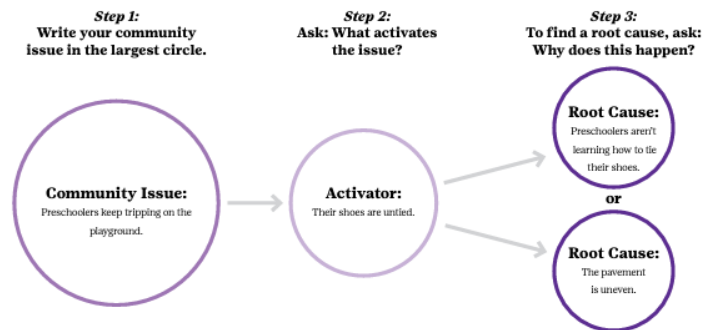 Step 1:
Write your community
issue in the largest circle.
Step 2:
Ask: What activates
the issue?
Step 3:
To find a root cause, ask:
Why does this happen?
Community Issue:
Preschoolers keep tripping on the
playground.
Activator:
Their shoes are untied.
Root Cause:
Preschoolers aren't
learning how to tie
their shoes.
or
Root Cause:
The pavement
is uneven.